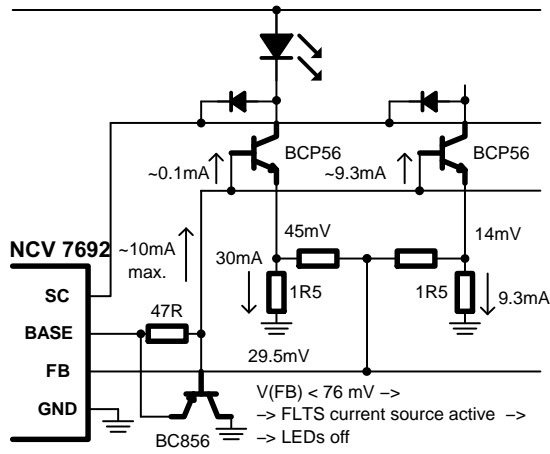 BCP56
BCP56
~0.1mA
~9.3mA
NCV 7692
~10mA
max.
45mV
14mV
30mA
SC
1R5
1R5
9.3mA
47R
BASE
29.5mV
FB
V(FB) < 76 mV –>
–> FLTS current source active –>
–> LEDs off
GND
BC856